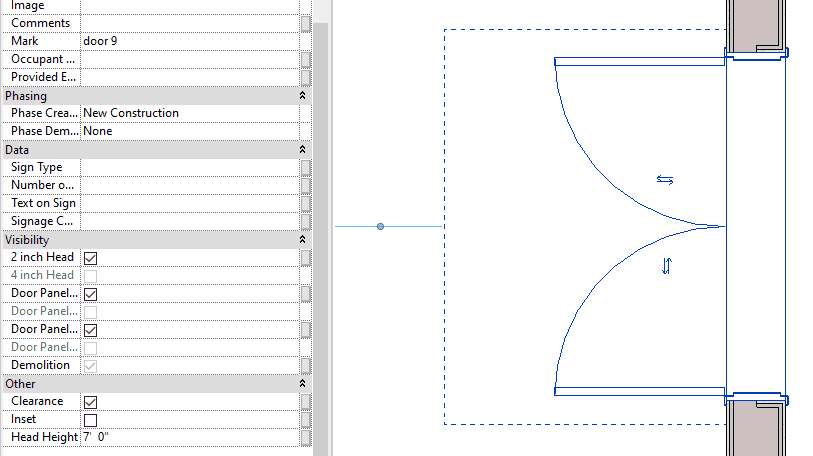 Image
Comments
Mark door 9
Occupant ...
Provided E...
Phasing
Phase Crea... New Construction
Phase Dem... None
Data
Sign Type
Number o...
Text on Sign
Signage C...
Visibility
2 inch Head
4 inch Head
Door Panel...
Door Panel...
Door Panel...
Door Panel...
Demolition
Other
Clearance
Inset
Head Height 7' 0"